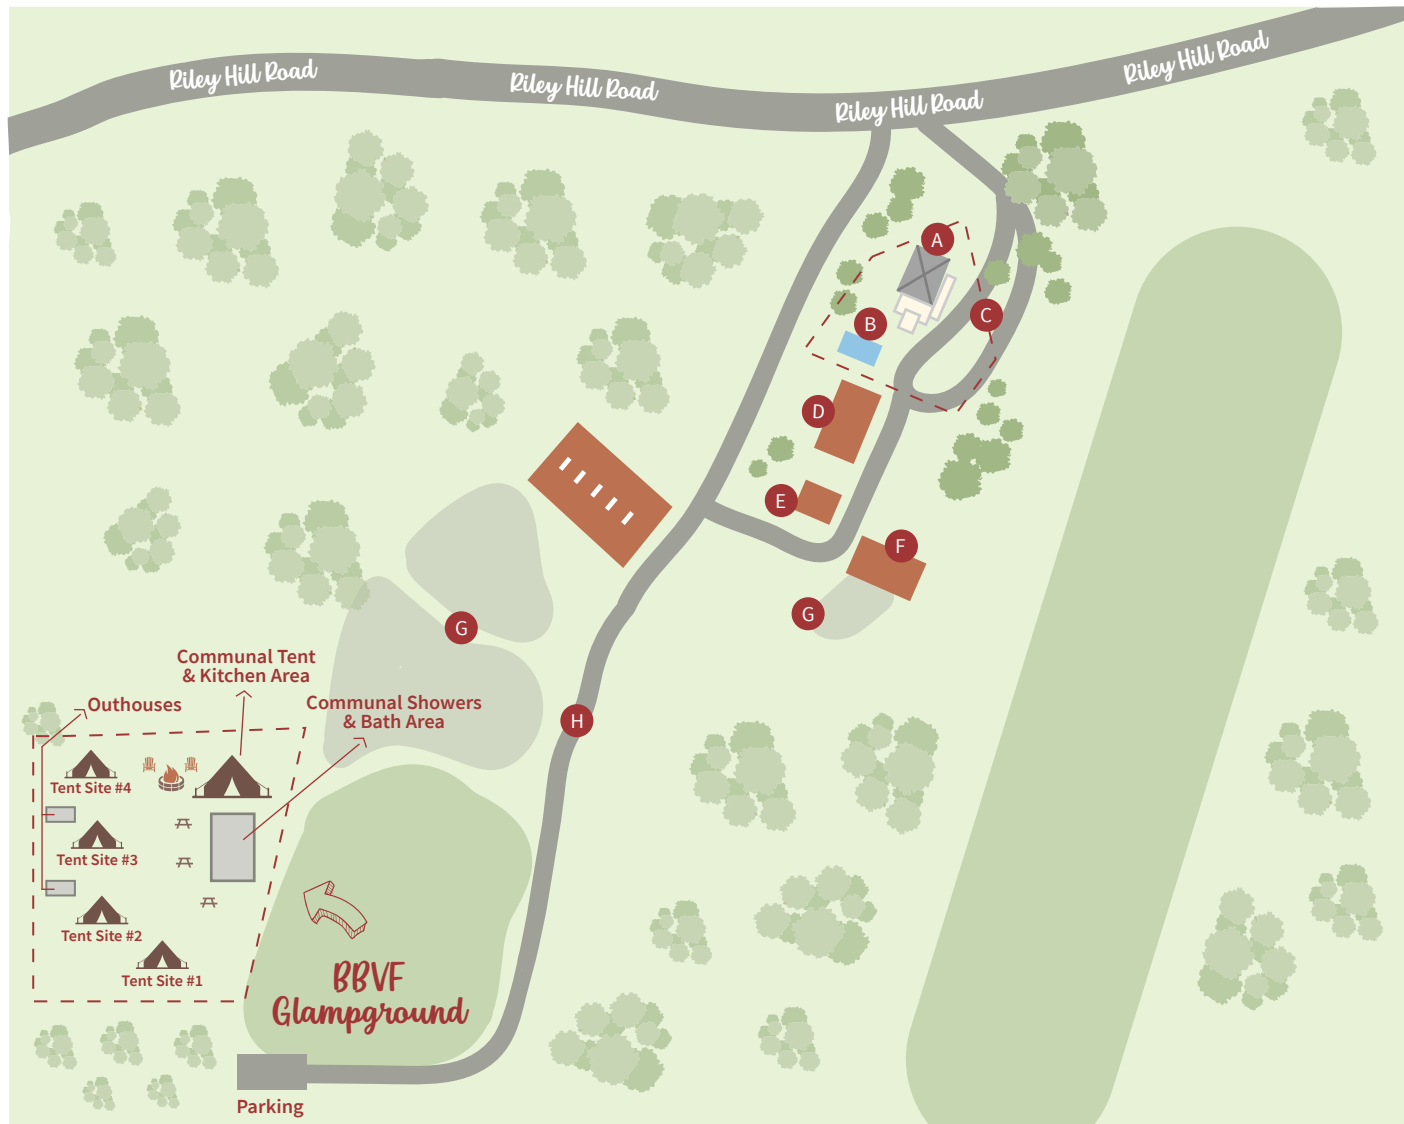 Riley Hill Road
Riley Hill Road
Riley Hill Road
Riley Hill Road
A
B
C
D
E
F
G
G
H
Communal Tent
& Kitchen Area
Communal Showers
& Bath Area
Outhouses
Tent Site #4
Tent Site #3
Tent Site #2
Tent Site #1
BBVF
Glampground
Parking